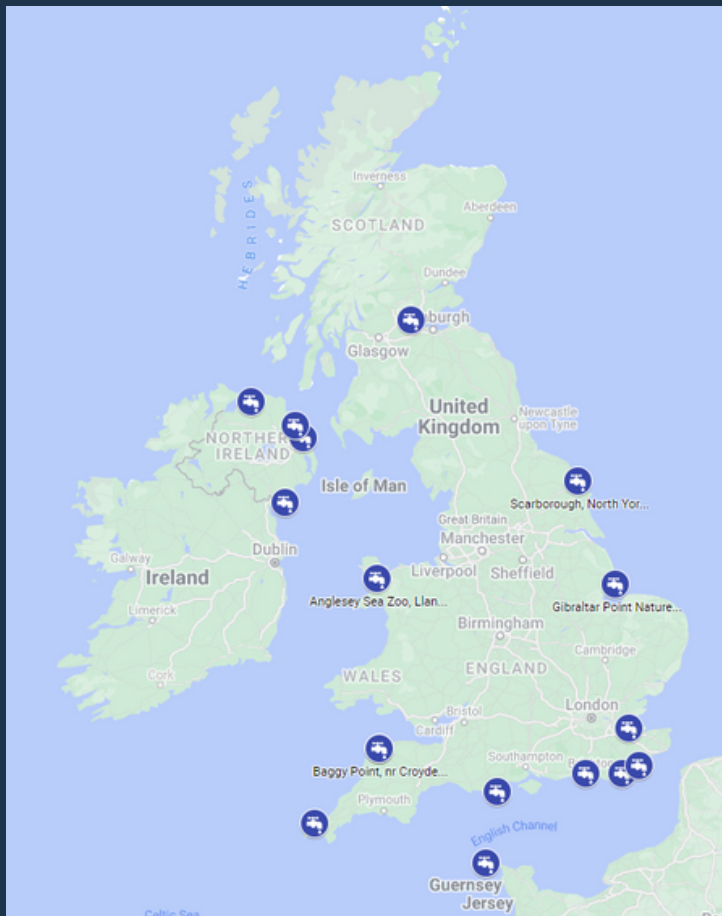 Inverness
Aberdeen
SCOTLAND
HEBRIDES
Dundee
burgh
Glasgow
United
Kingdom
Newcastle
upon Tyne
NORTHER
IRELAND
Isle of Man
Scarborough, North Yor...
Great Britain
Manchester
Dublin
Galway
Liverpool
Sheffield
Ireland
Anglesey Sea Zoo, Llan...
Gibraltar Point Nature...
Limerick
Birmingham
Cambridge
ENGLAND
WALES
Cork
London
Bristol
Cardiff
Southampton
Baggy Point, nr Croyde...
Plymouth
English Channel
Guernsey
Jersey
Celtic Sea